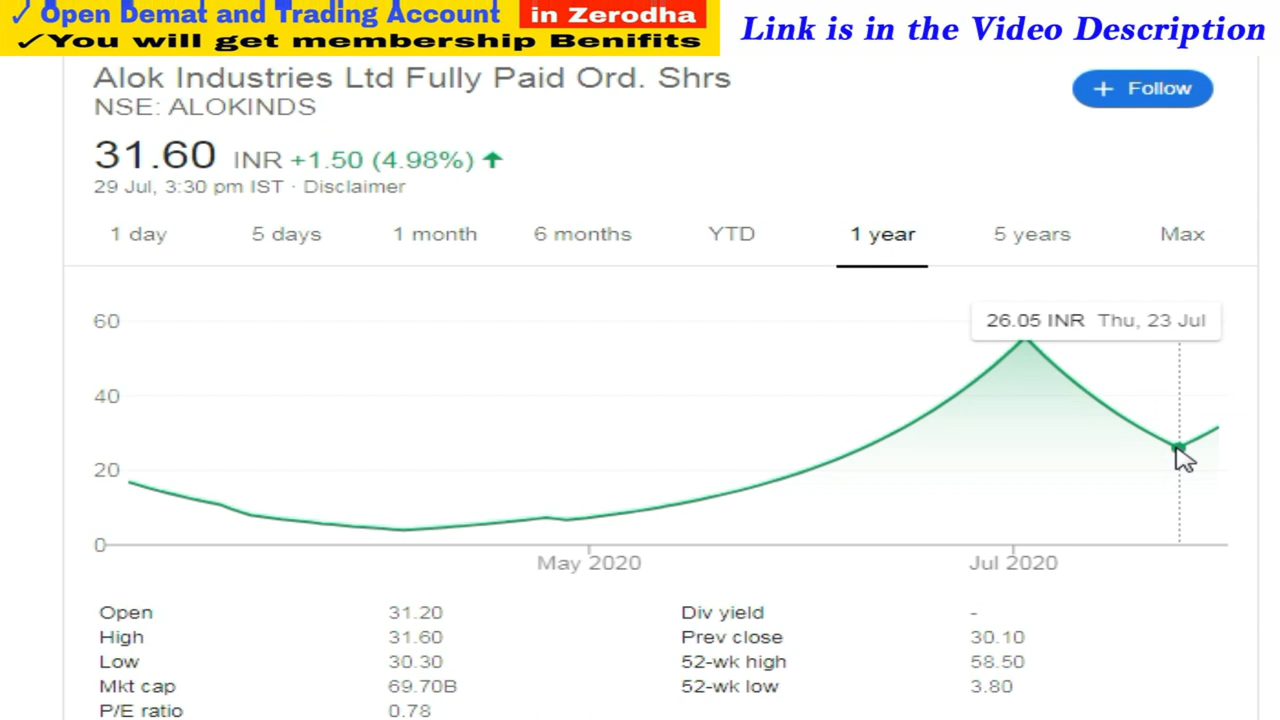 ✓ Open Demat and Trading Account in Zerodha
✓You will get membership Benifits
Link is in the Video Description
Alok Industries Ltd Fully Paid Ord. Shrs
NSE: ALOKINDS
+ Follow
31.60 INR +1.50 (4.98%) ↑
29 Jul, 3:30 pm IST · Disclaimer
1 day 5 days 1 month 6 months YTD 1 year 5 years Max
26.05 INR Thu, 23 Jul
60
40
20
0
May 2020 Jul 2020
Open 31.20 Div yield -
High 31.60 Prev close 30.10
Low 30.30 52-wk high 58.50
Mkt cap 69.70B 52-wk low 3.80
P/E ratio 0.78